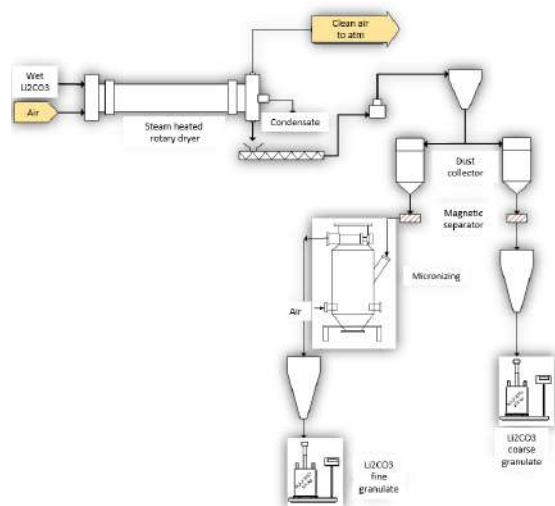 Clean air
to atm
Wet
Li2CO3
Air
Steam heated
rotary dryer
Condensate
Dust
collector
Magnetic
separator
Micronizing
Air
Li2CO3
coarse
granulate
Li2CO3
fine
granulate